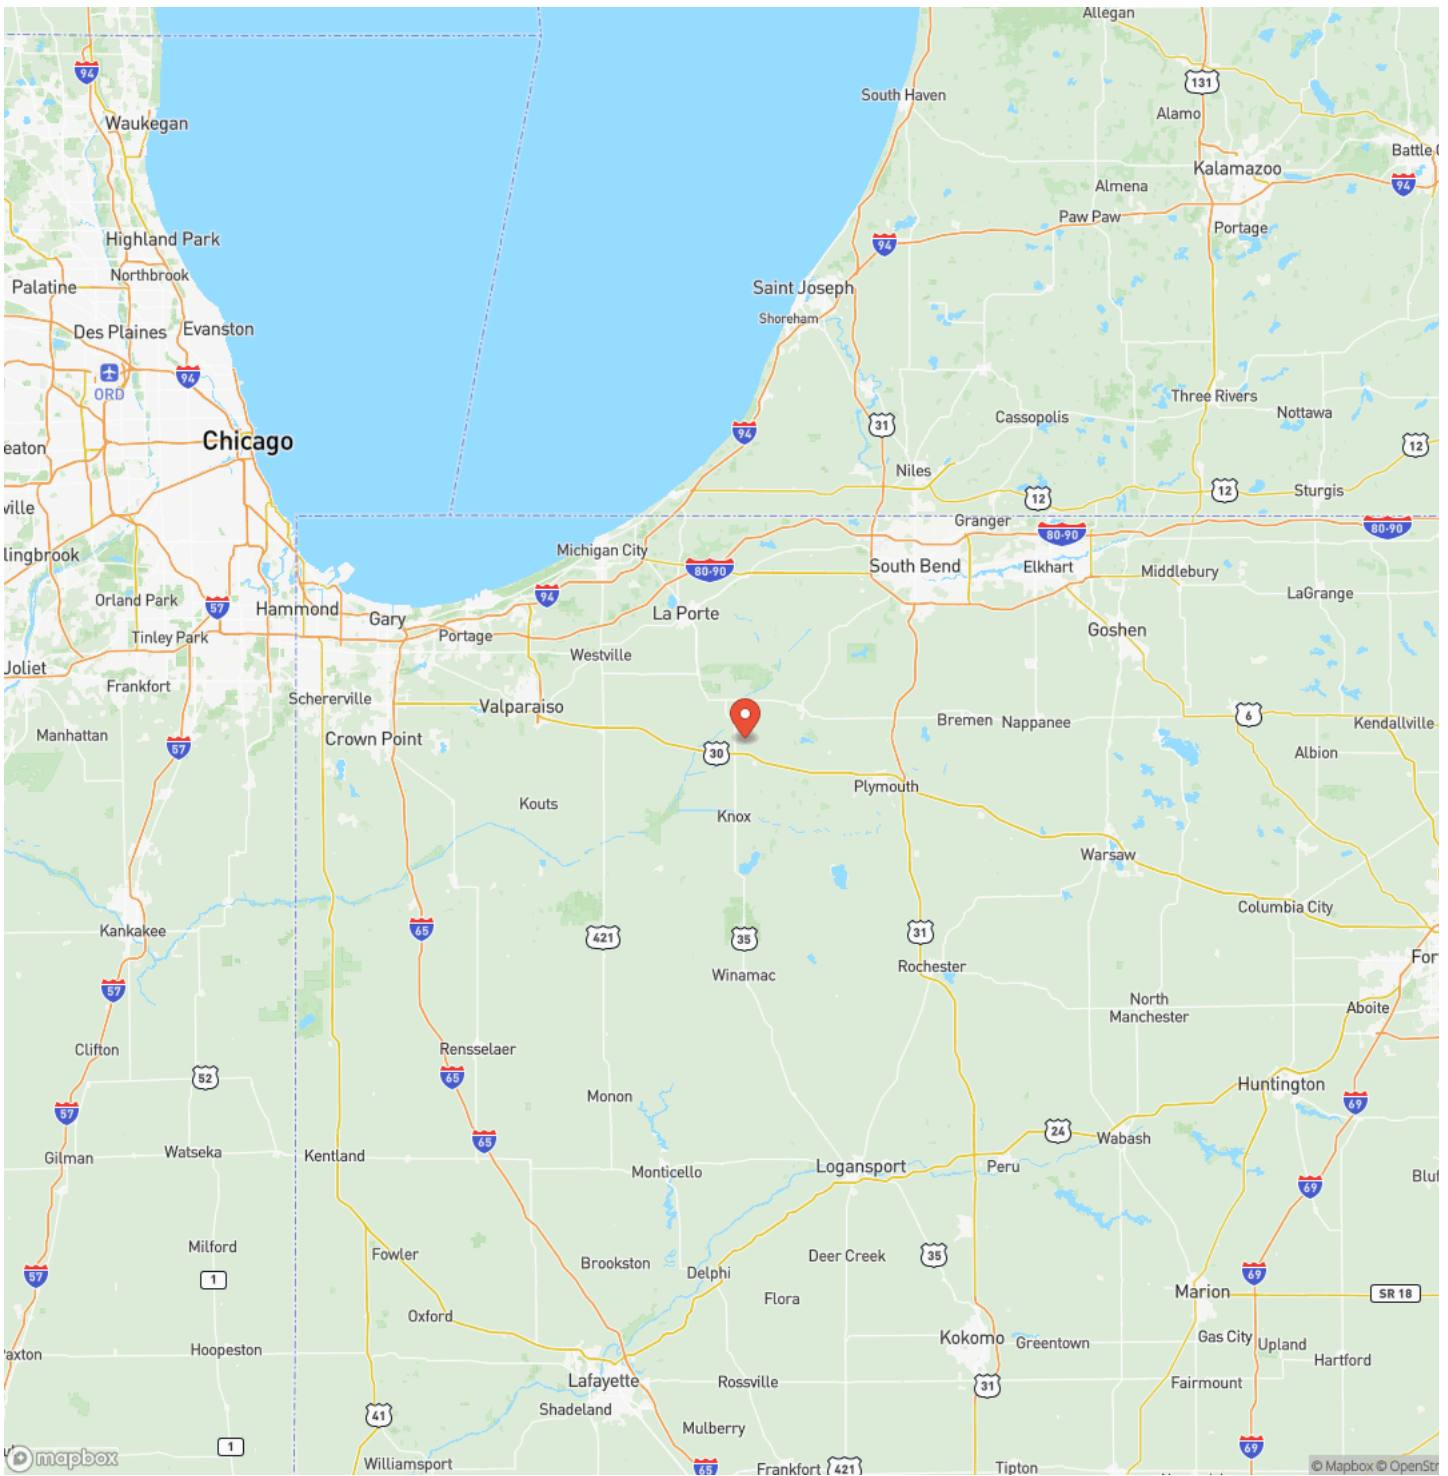 Allegan
94
131
South Haven
Alamo
Waukegan
Battle C
Kalamazoo
94
Almena
Paw Paw
Portage
Highland Park
94
Northbrook
Palatine
Saint Joseph
Shoreham
Des Plaines
Evanston
94
ORD
Three Rivers
Nottawa
Cassopolis
31
94
Chicago
12
eaton
Niles
12
12
Sturgis
ville
Granger
80-90
80-90
lingbrook
Michigan City
80-90
South Bend
Elkhart
Middlebury
LaGrange
Orland Park
57
Hammond
Gary
94
La Porte
Portage
Goshen
Tinley Park
Westville
Joliet
Frankfort
Schererville
Valparaiso
Bremen
Nappanee
6
Kendallville
Manhattan
57
Crown Point
30
Albion
Plymouth
Kouts
Knox
Warsaw
Columbia City
Kankakee
65
421
35
31
For
Rochester
Winamac
57
North
Manchester
Aboite
Clifton
Rensselaer
52
65
Huntington
57
Monon
69
65
24
Wabash
Gilman
Watseka
Kentland
Monticello
Logansport
Peru
69
Bluf
Milford
Fowler
Deer Creek
35
57
1
Brookston
Delphi
69
Marion
SR 18
Flora
Oxford
Kokomo
Greentown
Gas City
Upland
Paxton
Hoopeston
Hartford
Lafayette
Rossville
31
Fairmount
Shadeland
41
Mulberry
1
69
mapbox
Williamsport
65
Frankfort
421
Tipton
© Mapbox © OpenStr